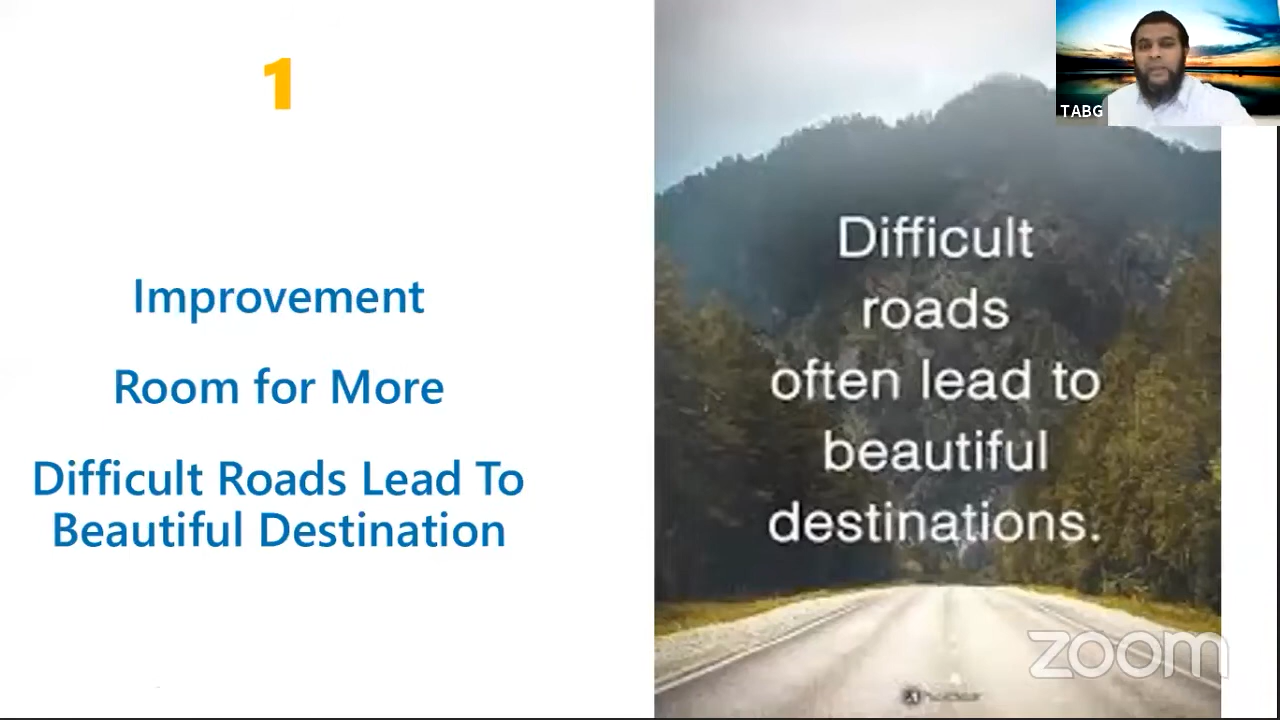 1
Improvement
Room for More
Difficult Roads Lead To
Beautiful Destination
Difficult
roads
often lead to
beautiful
destinations.
TABG
zoom